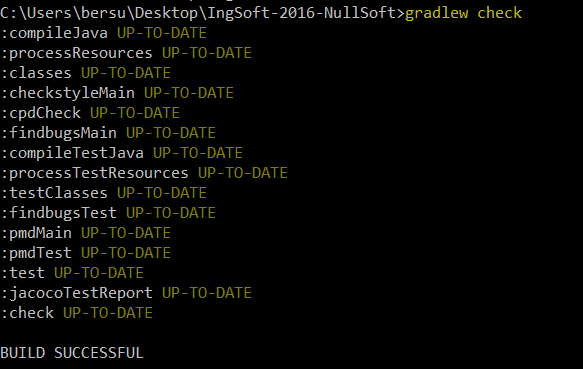 C:\Users\bersu\Desktop\IngSoft-2016-NullSoft>gradlew check
:compileJava UP-TO-DATE
:processResources UP-TO-DATE
:classes UP-TO-DATE
:checkstyleMain UP-TO-DATE
:cpdCheck UP-TO-DATE
:findbugsMain UP-TO-DATE
:compileTestJava UP-TO-DATE
:processTestResources UP-TO-DATE
:testClasses UP-TO-DATE
:findbugsTest UP-TO-DATE
:pmdMain UP-TO-DATE
:pmdTest UP-TO-DATE
:test UP-TO-DATE
:jacocoTestReport UP-TO-DATE
:check UP-TO-DATE
BUILD SUCCESSFUL